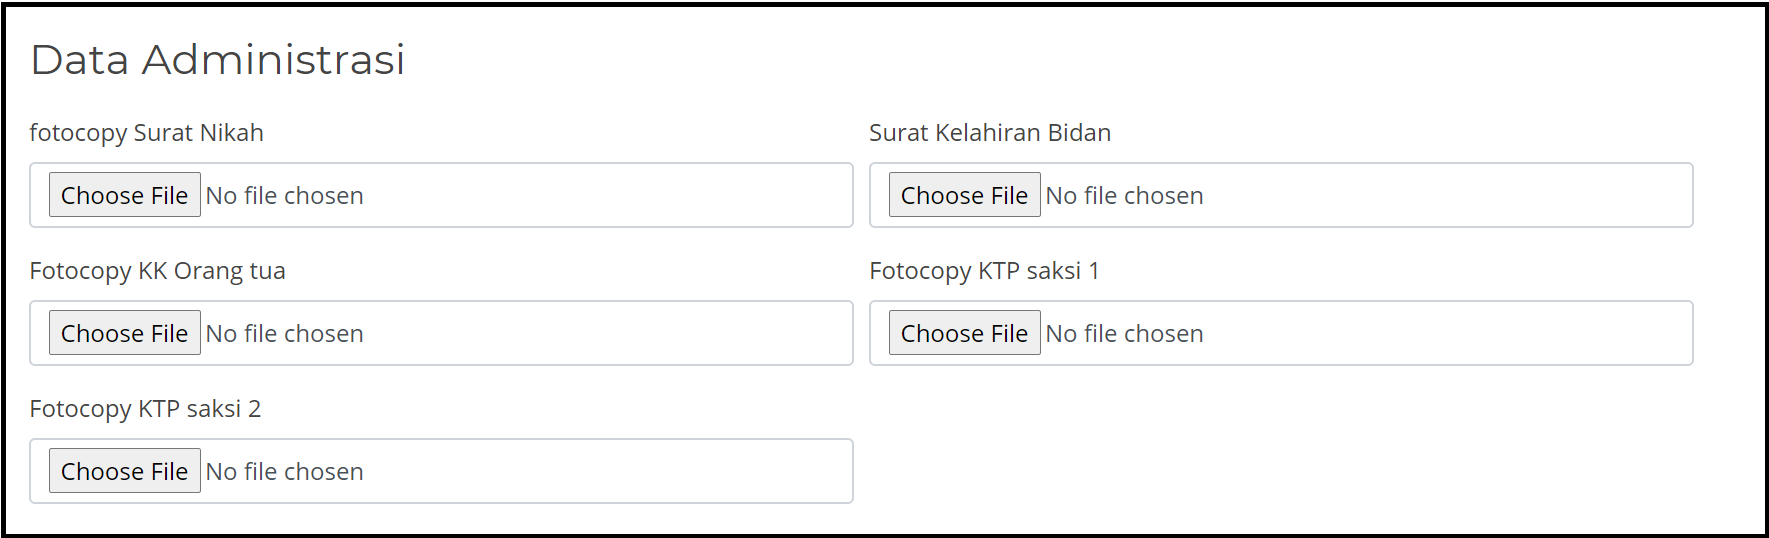 Data Administrasi
fotocopy Surat Nikah
Surat Kelahiran Bidan
Choose File No file chosen
Choose File No file chosen
Fotocopy KK Orang tua
Fotocopy KTP saksi 1
Choose File No file chosen
Choose File No file chosen
Fotocopy KTP saksi 2
Choose File No file chosen